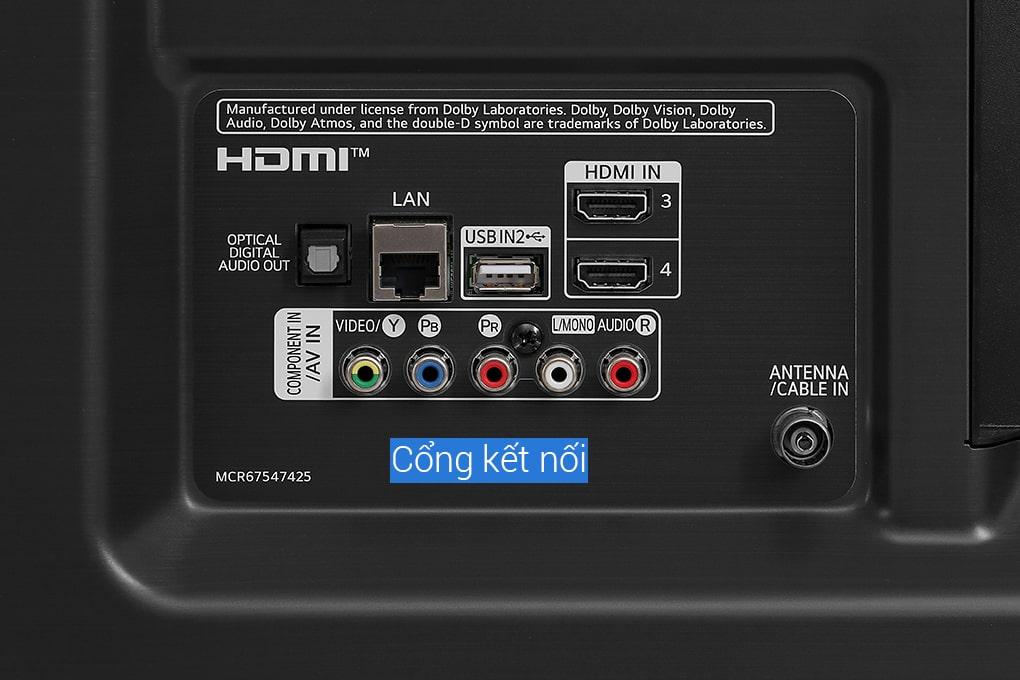 Manufactured under license from Dolby Laboratories. Dolby, Dolby Vision, Dolby
Audio, Dolby Atmos, and the double-D symbol are trademarks of Dolby Laboratories.
HDMI™
HDMI IN
3
4
LAN
USB IN2
OPTICAL
DIGITAL
AUDIO OUT
COMPONENT IN
/AV IN
VIDEO/ Y PB PR L/MONO AUDIO R
ANTENNA
/CABLE IN
Cổng kết nối
MCR67547425